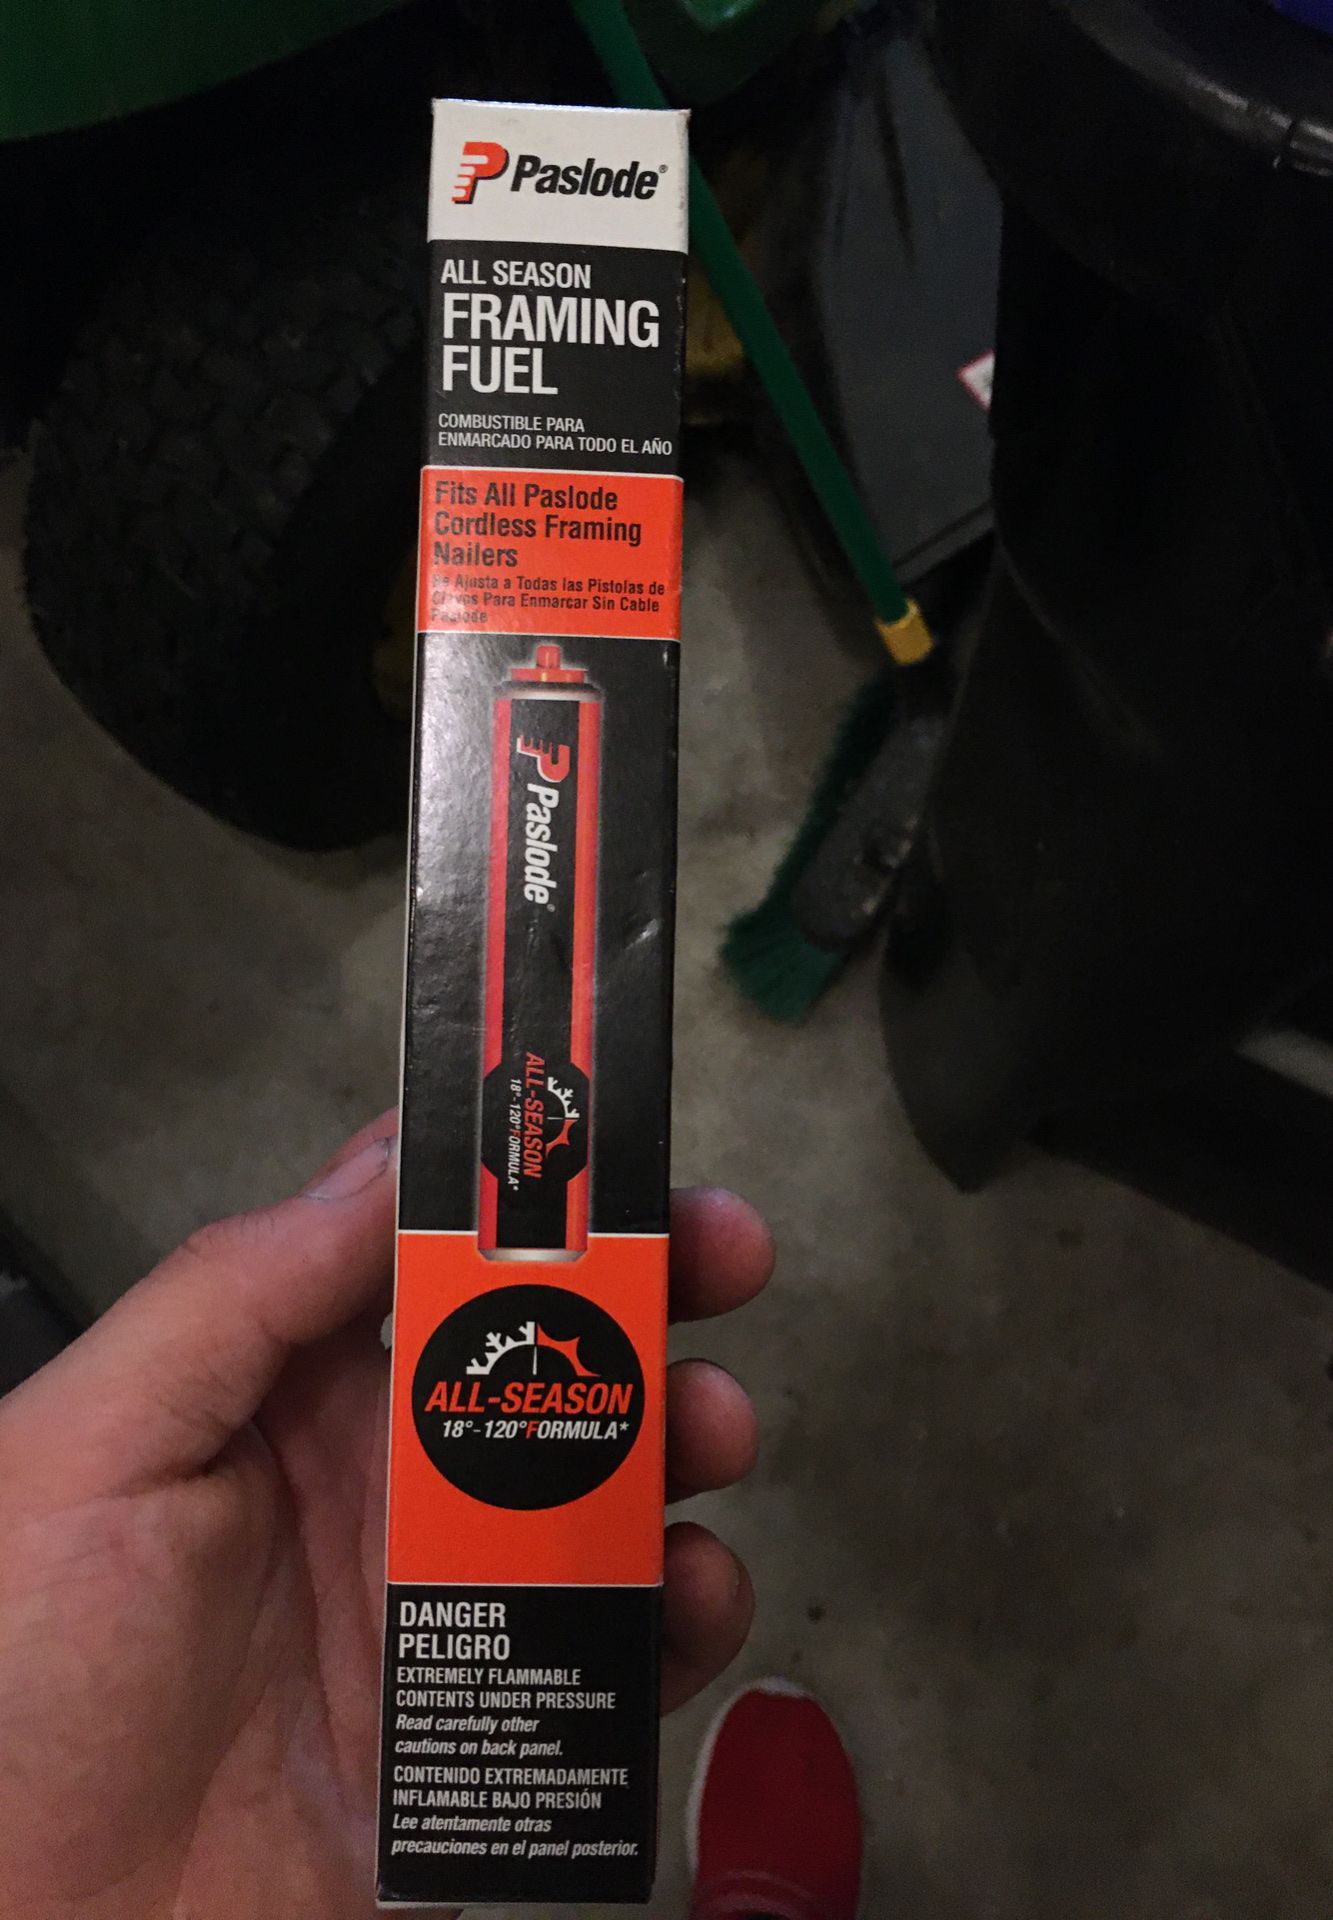 Paslode®
ALL SEASON
FRAMING
FUEL
COMBUSTIBLE PARA
ENMARCADO PARA TODO EL AÑO
Fits All Paslode
Cordless Framing
Nailers
Se Ajusta a Todas las Pistolas de
Clavos Para Enmarcar Sin Cable
Paslode
Paslode®
ALL-SEASON
18°-120°FORMULA*
ALL-SEASON
18°-120°FORMULA*
DANGER
PELIGRO
EXTREMELY FLAMMABLE
CONTENTS UNDER PRESSURE
Read carefully other
cautions on back panel.
CONTENIDO EXTREMADAMENTE
INFLAMABLE BAJO PRESIÓN
Lee atentamente otras
precauciones en el panel posterior.